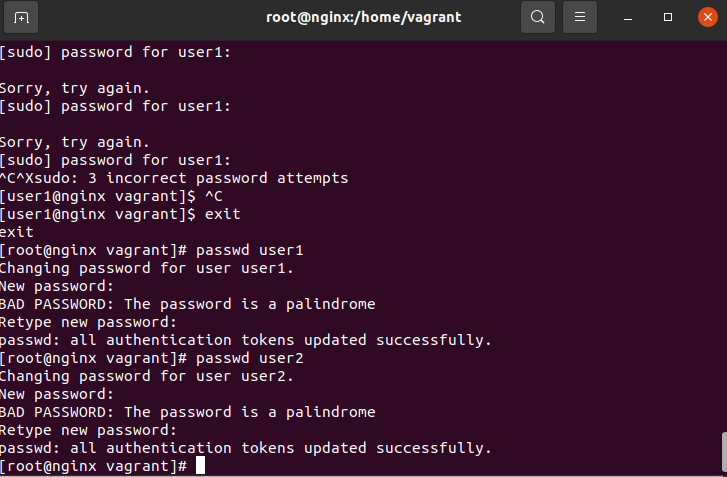 root@nginx:/home/vagrant
[sudo] password for user1:
Sorry, try again.
[sudo] password for user1:
Sorry, try again.
[sudo] password for user1:
^C^Xsudo: 3 incorrect password attempts
[user1@nginx vagrant]$ ^C
[user1@nginx vagrant]$ exit
exit
[root@nginx vagrant]# passwd user1
Changing password for user user1.
New password:
BAD PASSWORD: The password is a palindrome
Retype new password:
passwd: all authentication tokens updated successfully.
[root@nginx vagrant]# passwd user2
Changing password for user user2.
New password:
BAD PASSWORD: The password is a palindrome
Retype new password:
passwd: all authentication tokens updated successfully.
[root@nginx vagrant]#